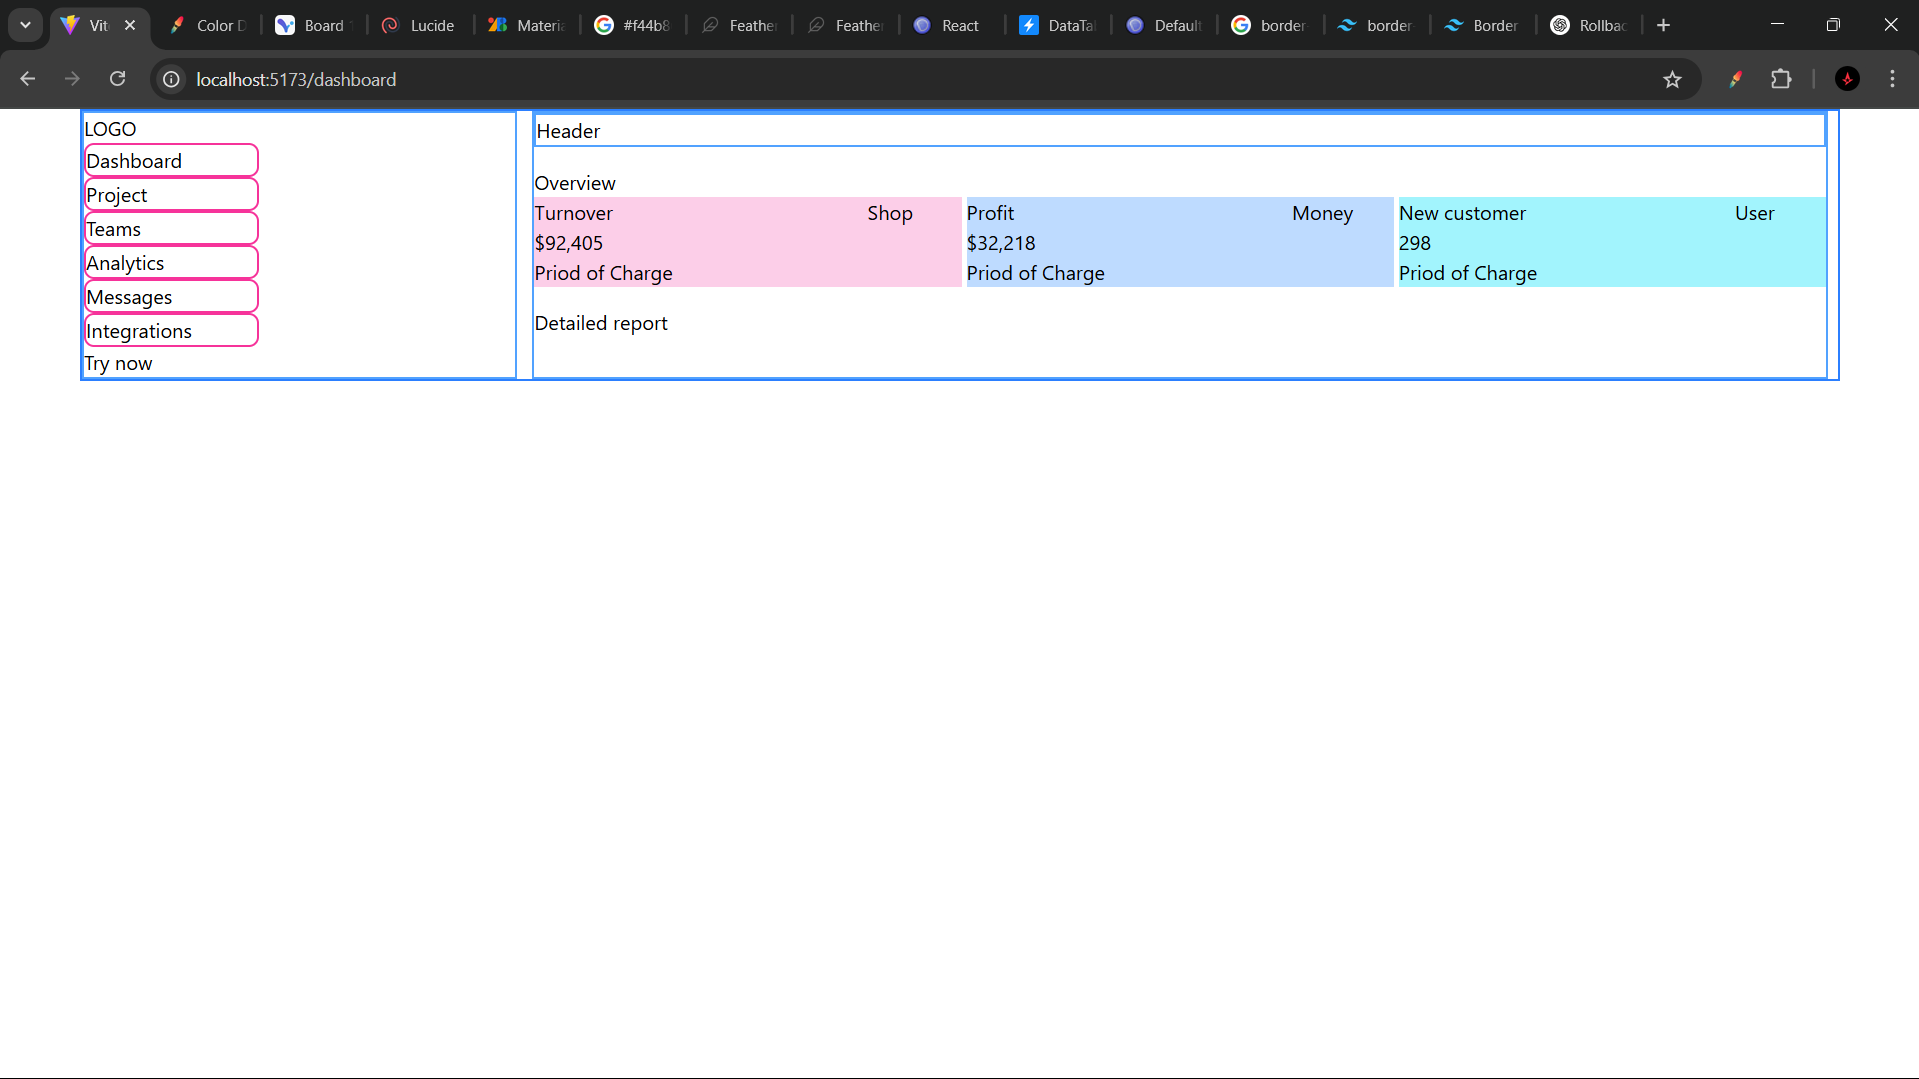 Vit
Color D
Board T
Lucide
Materia
#f44b8
Feather
Feather
React
DataTal
Default
border-
border-
Border
Rollbac
localhost:5173/dashboard
LOGO
Dashboard
Project
Teams
Analytics
Messages
Integrations
Try now
Header
Overview
Turnover Shop
$92,405
Priod of Charge
Profit Money
$32,218
Priod of Charge
New customer User
298
Priod of Charge
Detailed report